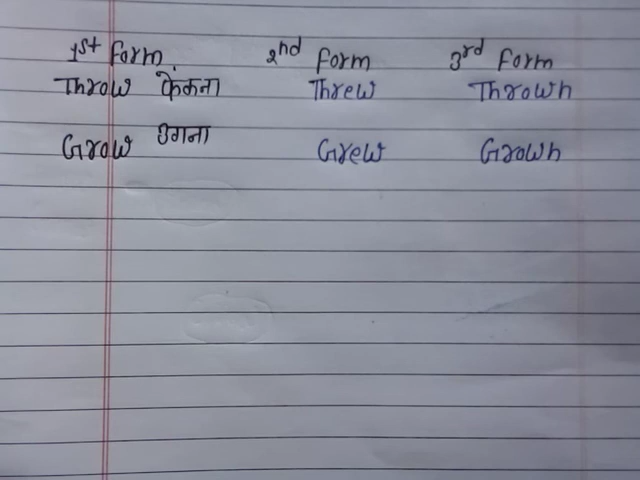 1st Form 2nd Form 3rd Form
Throw फेंकना Threw Thrown
Grow उगना Grew Grown